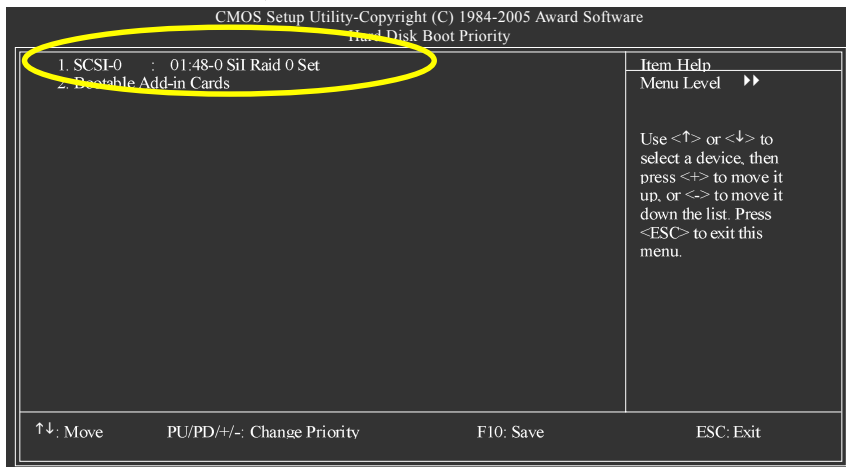 CMOS Setup Utility-Copyright (C) 1984-2005 Award Software
Hard Disk Boot Priority
1. SCSI-0 : 01:48-0 SiI Raid 0 Set
2. Bootable Add-in Cards
Item Help
Menu Level ▸▸
Use <↑> or <↓> to
select a device, then
press <+> to move it
up, or <-> to move it
down the list. Press
<ESC> to exit this
menu.
↑↓: Move PU/PD/+/-: Change Priority F10: Save ESC: Exit